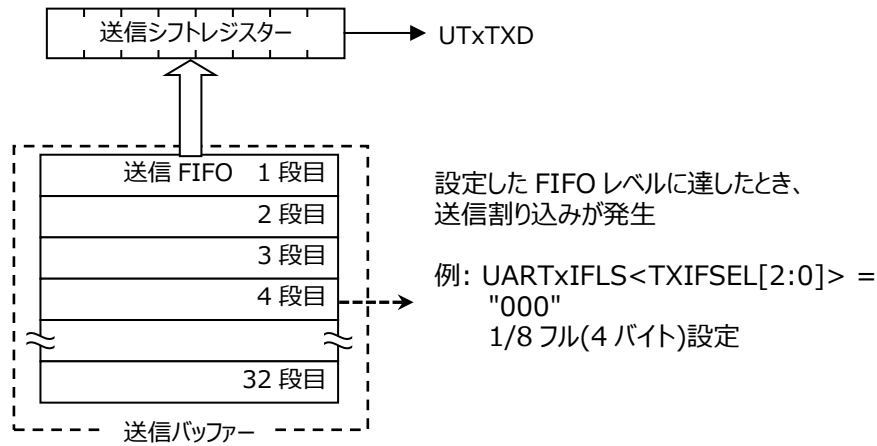 送信シフトレジスター
UTxTXD
送信 FIFO 1 段目
2 段目
3 段目
4 段目
32 段目
送信バッファー
設定した FIFO レベルに達したとき、
送信割り込みが発生
例: UARTxIFLS<TXIFSEL[2:0]> =
"000"
1/8 フル(4 バイト)設定